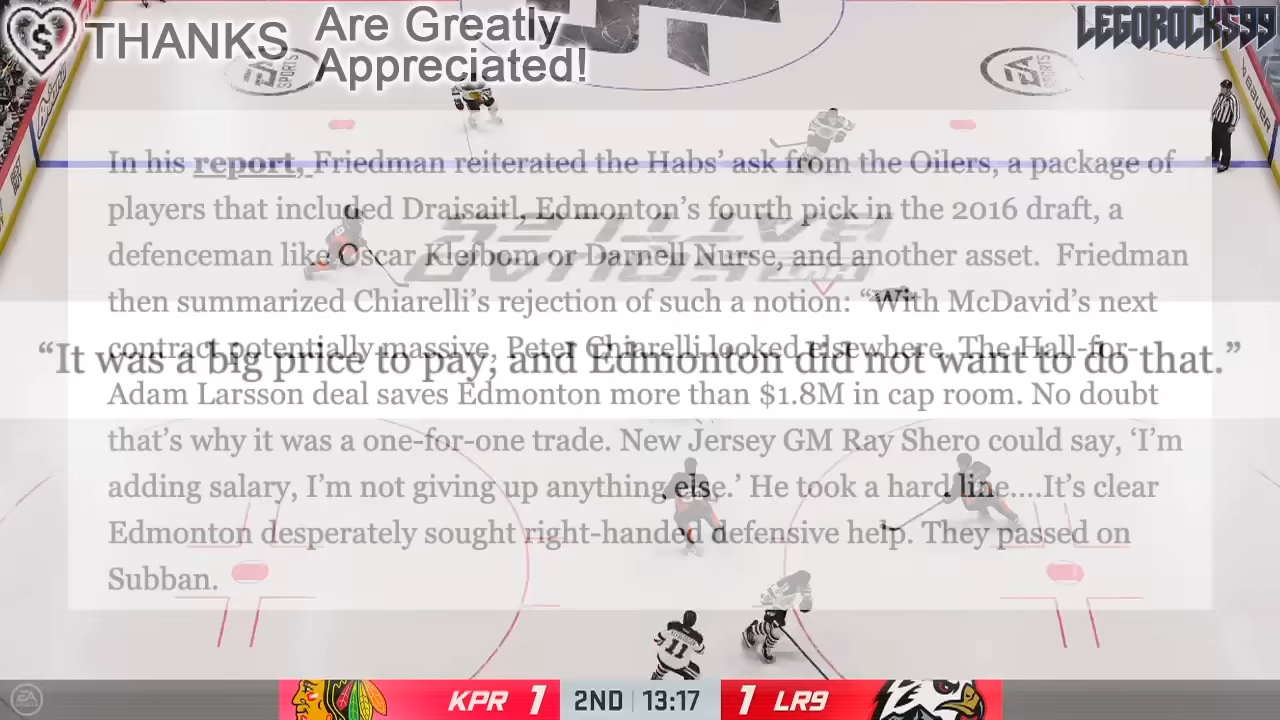 THANKS Are Greatly
Appreciated!
LEGOROCKS99
EA SPORTS
EA SPORTS
BAUER
In his report, Friedman reiterated the Habs’ ask from the Oilers, a package of
players that included Draisaitl, Edmonton’s fourth pick in the 2016 draft, a
defenceman like Oscar Klefbom or Darnell Nurse, and another asset. Friedman
then summarized Chiarelli’s rejection of such a notion: “With McDavid’s next
contract potentially massive, Peter Chiarelli looked elsewhere. The Hall-for-
“It was a big price to pay, and Edmonton did not want to do that.”
Adam Larsson deal saves Edmonton more than $1.8M in cap room. No doubt
that’s why it was a one-for-one trade. New Jersey GM Ray Shero could say, ‘I’m
adding salary, I’m not giving up anything else.’ He took a hard line....It’s clear
Edmonton desperately sought right-handed defensive help. They passed on
Subban.
11
EA
KPR 1 2ND 13:17 1 LR9